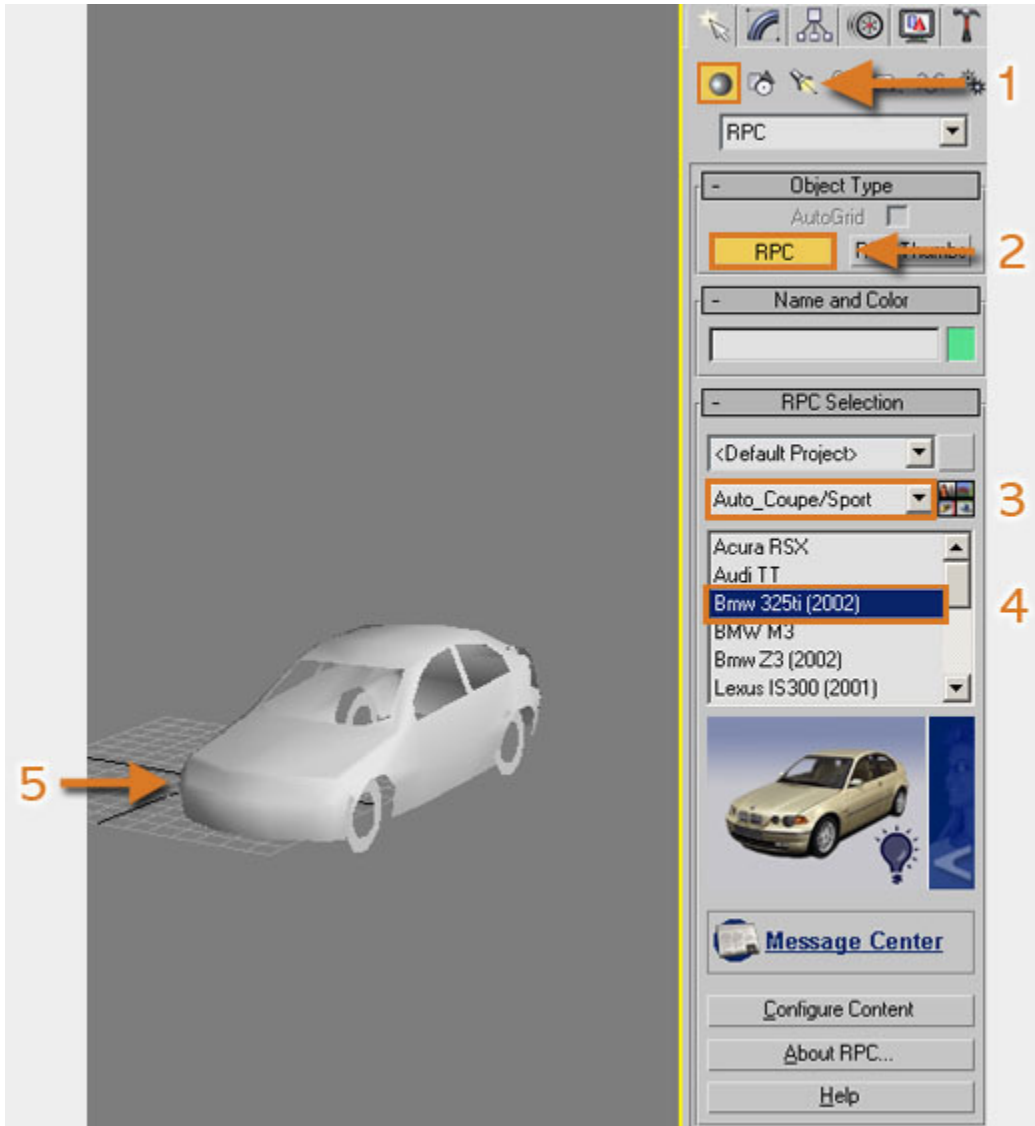 1
RPC
- Object Type
AutoGrid
RPC
2
- Name and Color
- RPC Selection
<Default Project>
Auto_Coupe/Sport
3
Acura RSX
Audi TT
Bmw 325ti (2002)
4
BMW M3
Bmw Z3 (2002)
Lexus IS300 (2001)
5
Message Center
Configure Content
About RPC...
Help